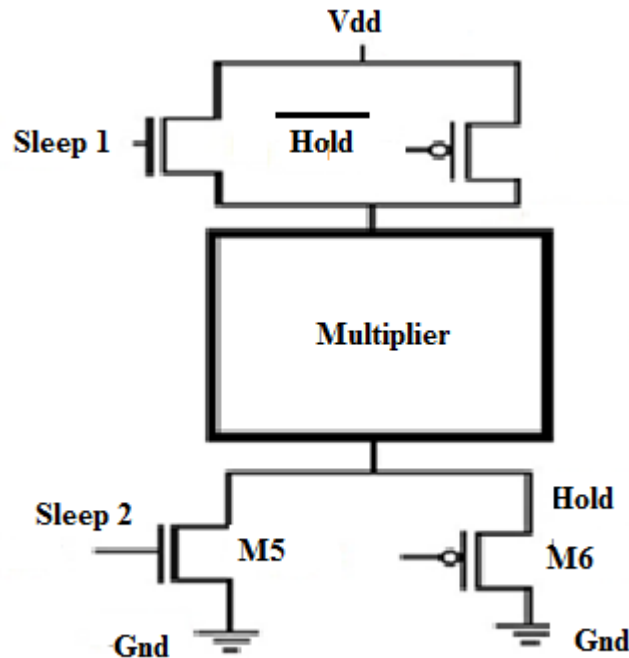 Vdd
Sleep 1
Hold
Multiplier
Hold
Sleep 2
M5
M6
Gnd
Gnd